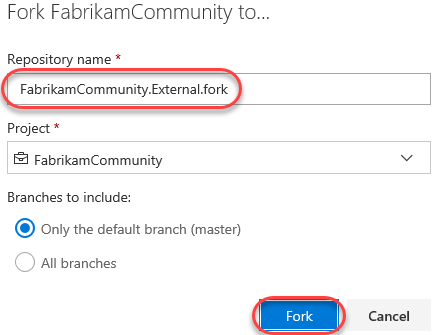 Fork FabrikamCommunity to...
Repository name *
FabrikamCommunity.External.fork
Project *
FabrikamCommunity
Branches to include:
Only the default branch (master)
All branches
Fork Cancel